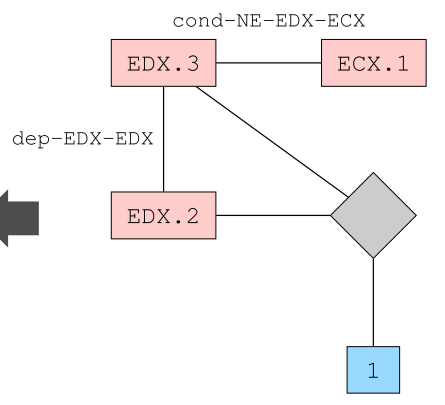 cond-NE-EDX-ECX
EDX.3
ECX.1
dep-EDX-EDX
EDX.2
1